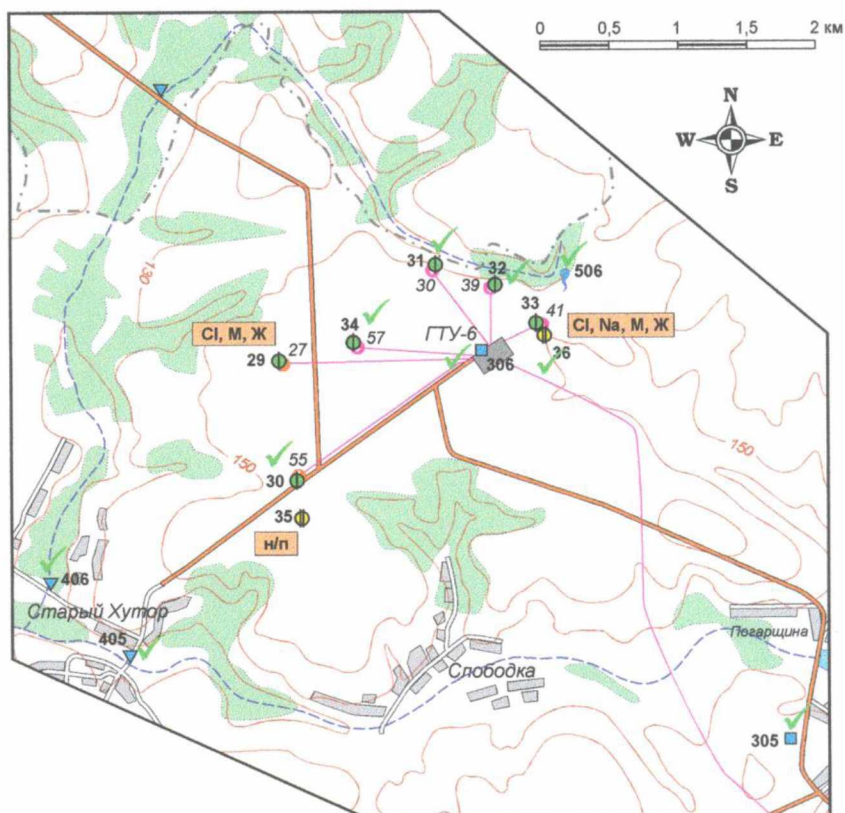 0 0,5 1 1,5 2 км
N
W E
S
130
31
30
32
39
506
33
41
Cl, Na, М, Ж
34
57
ГТУ-6
Cl, М, Ж
29
27
36
306
150
55
30
150
35
н/п
406
Старый Хутор
405
Погарщина
Слободка
305